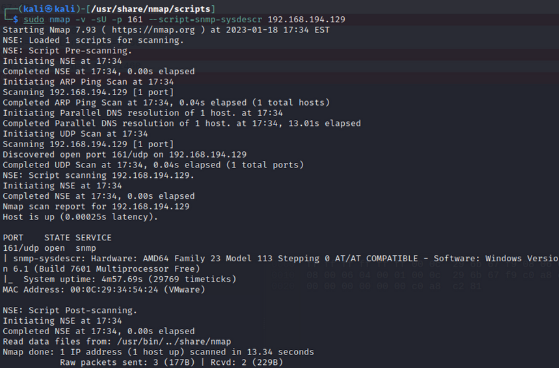 (kali㉿kali)-[/usr/share/nmap/scripts]
$ sudo nmap -v -sU -p 161 --script=snmp-sysdescr 192.168.194.129
Starting Nmap 7.93 ( https://nmap.org ) at 2023-01-18 17:34 EST
NSE: Loaded 1 scripts for scanning.
NSE: Script Pre-scanning.
Initiating NSE at 17:34
Completed NSE at 17:34, 0.00s elapsed
Initiating ARP Ping Scan at 17:34
Scanning 192.168.194.129 [1 port]
Completed ARP Ping Scan at 17:34, 0.04s elapsed (1 total hosts)
Initiating Parallel DNS resolution of 1 host. at 17:34
Completed Parallel DNS resolution of 1 host. at 17:34, 13.01s elapsed
Initiating UDP Scan at 17:34
Scanning 192.168.194.129 [1 port]
Discovered open port 161/udp on 192.168.194.129
Completed UDP Scan at 17:34, 0.04s elapsed (1 total ports)
NSE: Script scanning 192.168.194.129.
Initiating NSE at 17:34
Completed NSE at 17:34, 0.00s elapsed
Nmap scan report for 192.168.194.129
Host is up (0.00025s latency).
PORT    STATE SERVICE
161/udp open  snmp
| snmp-sysdescr: Hardware: AMD64 Family 23 Model 113 Stepping 0 AT/AT COMPATIBLE - Software: Windows Versio
n 6.1 (Build 7601 Multiprocessor Free)
|_  System uptime: 4m57.69s (29769 timeticks)
MAC Address: 00:0C:29:34:54:24 (VMware)
NSE: Script Post-scanning.
Initiating NSE at 17:34
Completed NSE at 17:34, 0.00s elapsed
Read data files from: /usr/bin/../share/nmap
Nmap done: 1 IP address (1 host up) scanned in 13.34 seconds
Raw packets sent: 3 (177B) | Rcvd: 2 (229B)